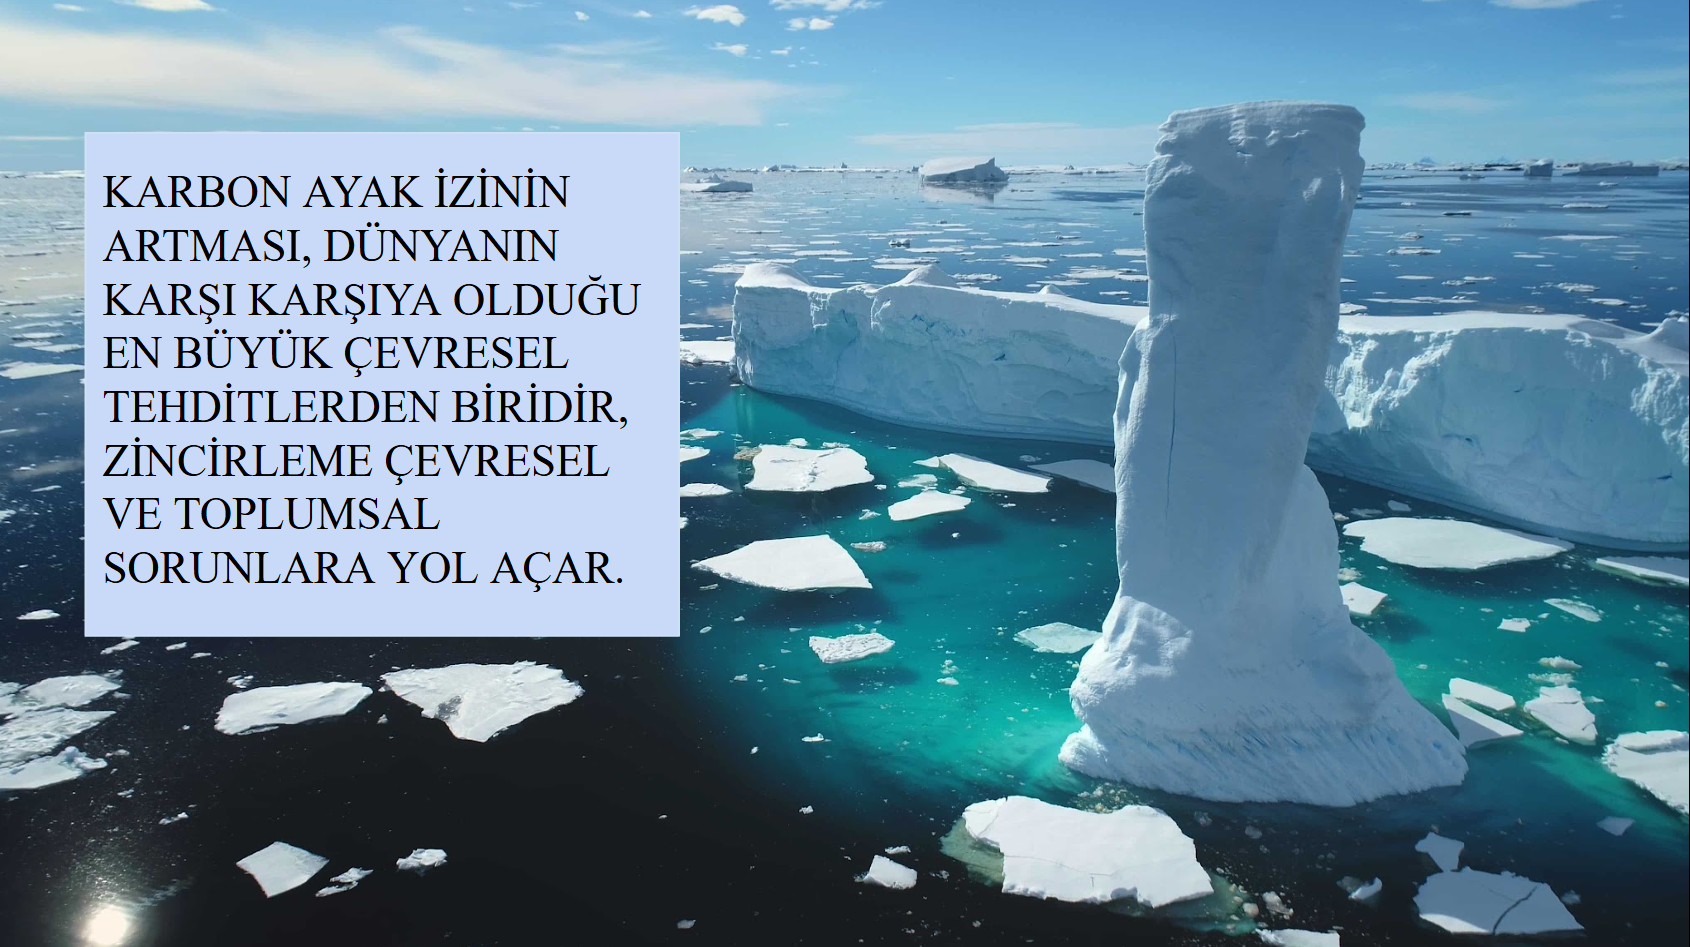 KARBON AYAK İZİNİN
ARTMASI, DÜNYANIN
KARŞI KARŞIYA OLDUĞU
EN BÜYÜK ÇEVRESEL
TEHDİTLERDEN BİRİDİR,
ZİNCİRLEME ÇEVRESEL
VE TOPLUMSAL
SORUNLARA YOL AÇAR.